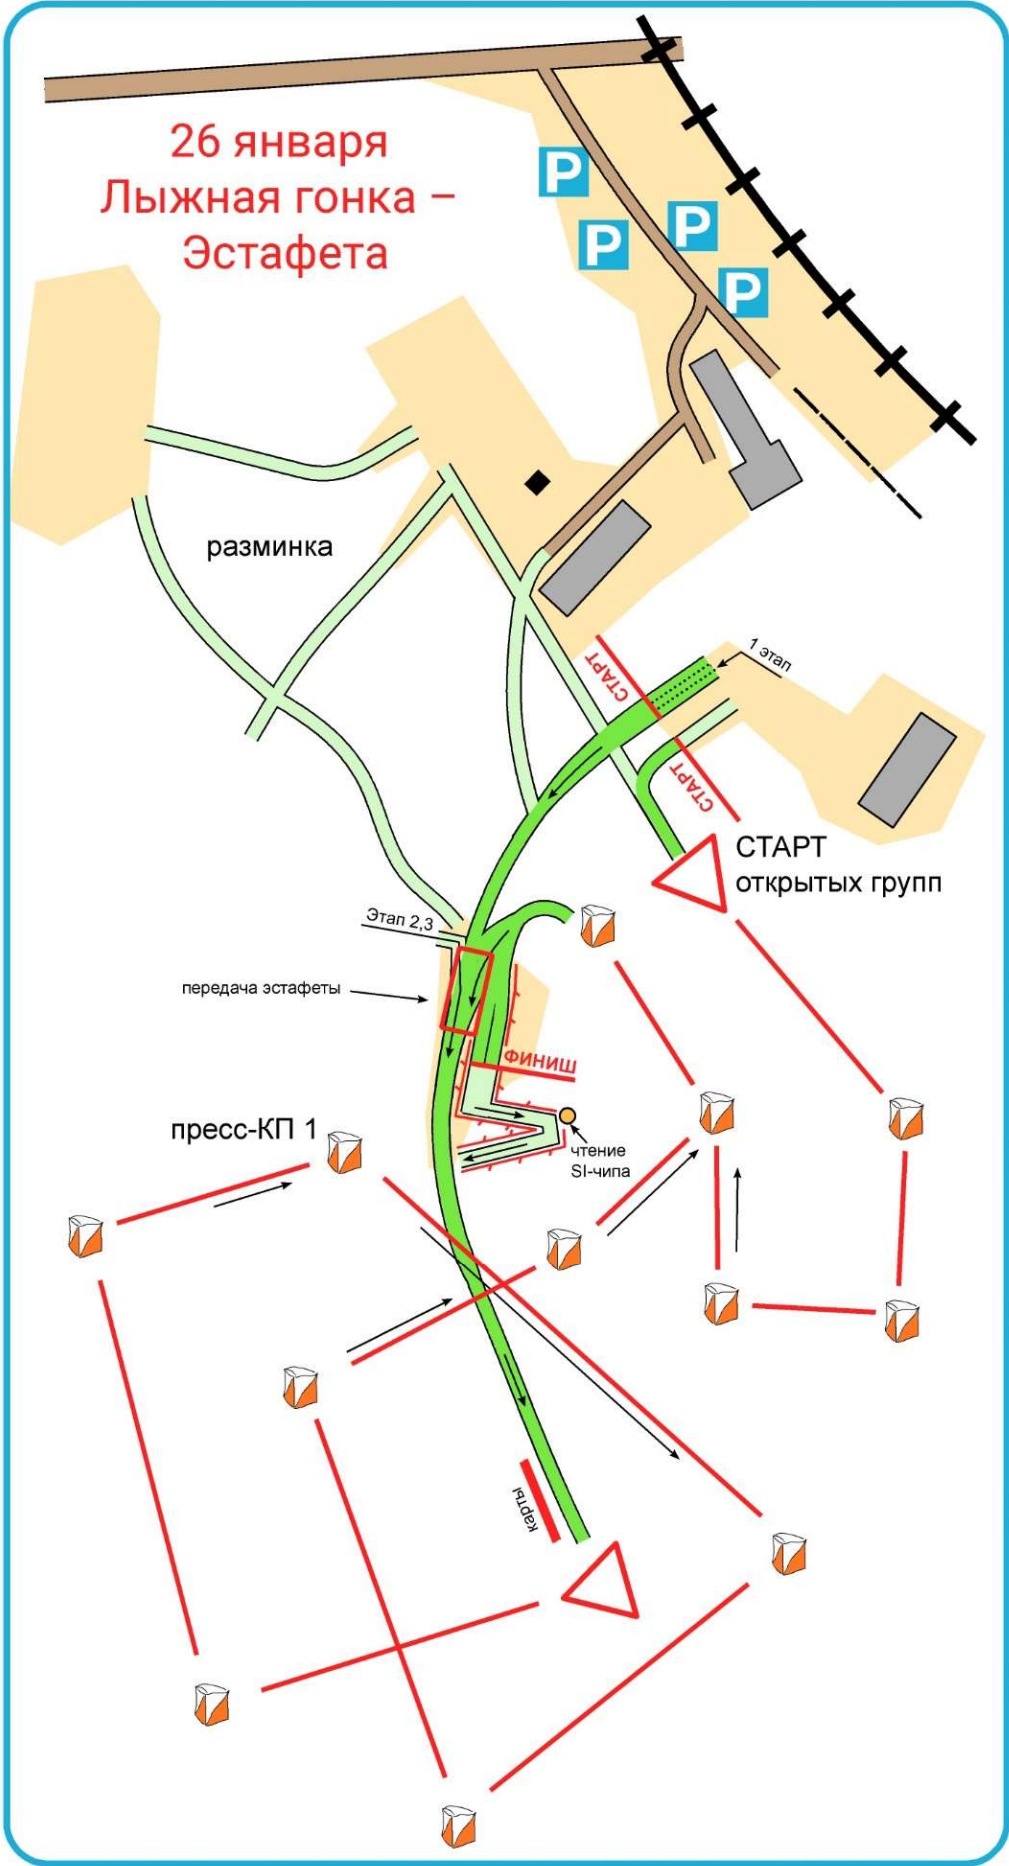 26 января
Лыжная гонка –
Эстафета
P
P
P
P
разминка
1 этап
СТАРТ
СТАРТ
СТАРТ
открытых групп
Этап 2,3
передача эстафеты
ФИНИШ
пресс-КП 1
чтение
SI-чипа
карты